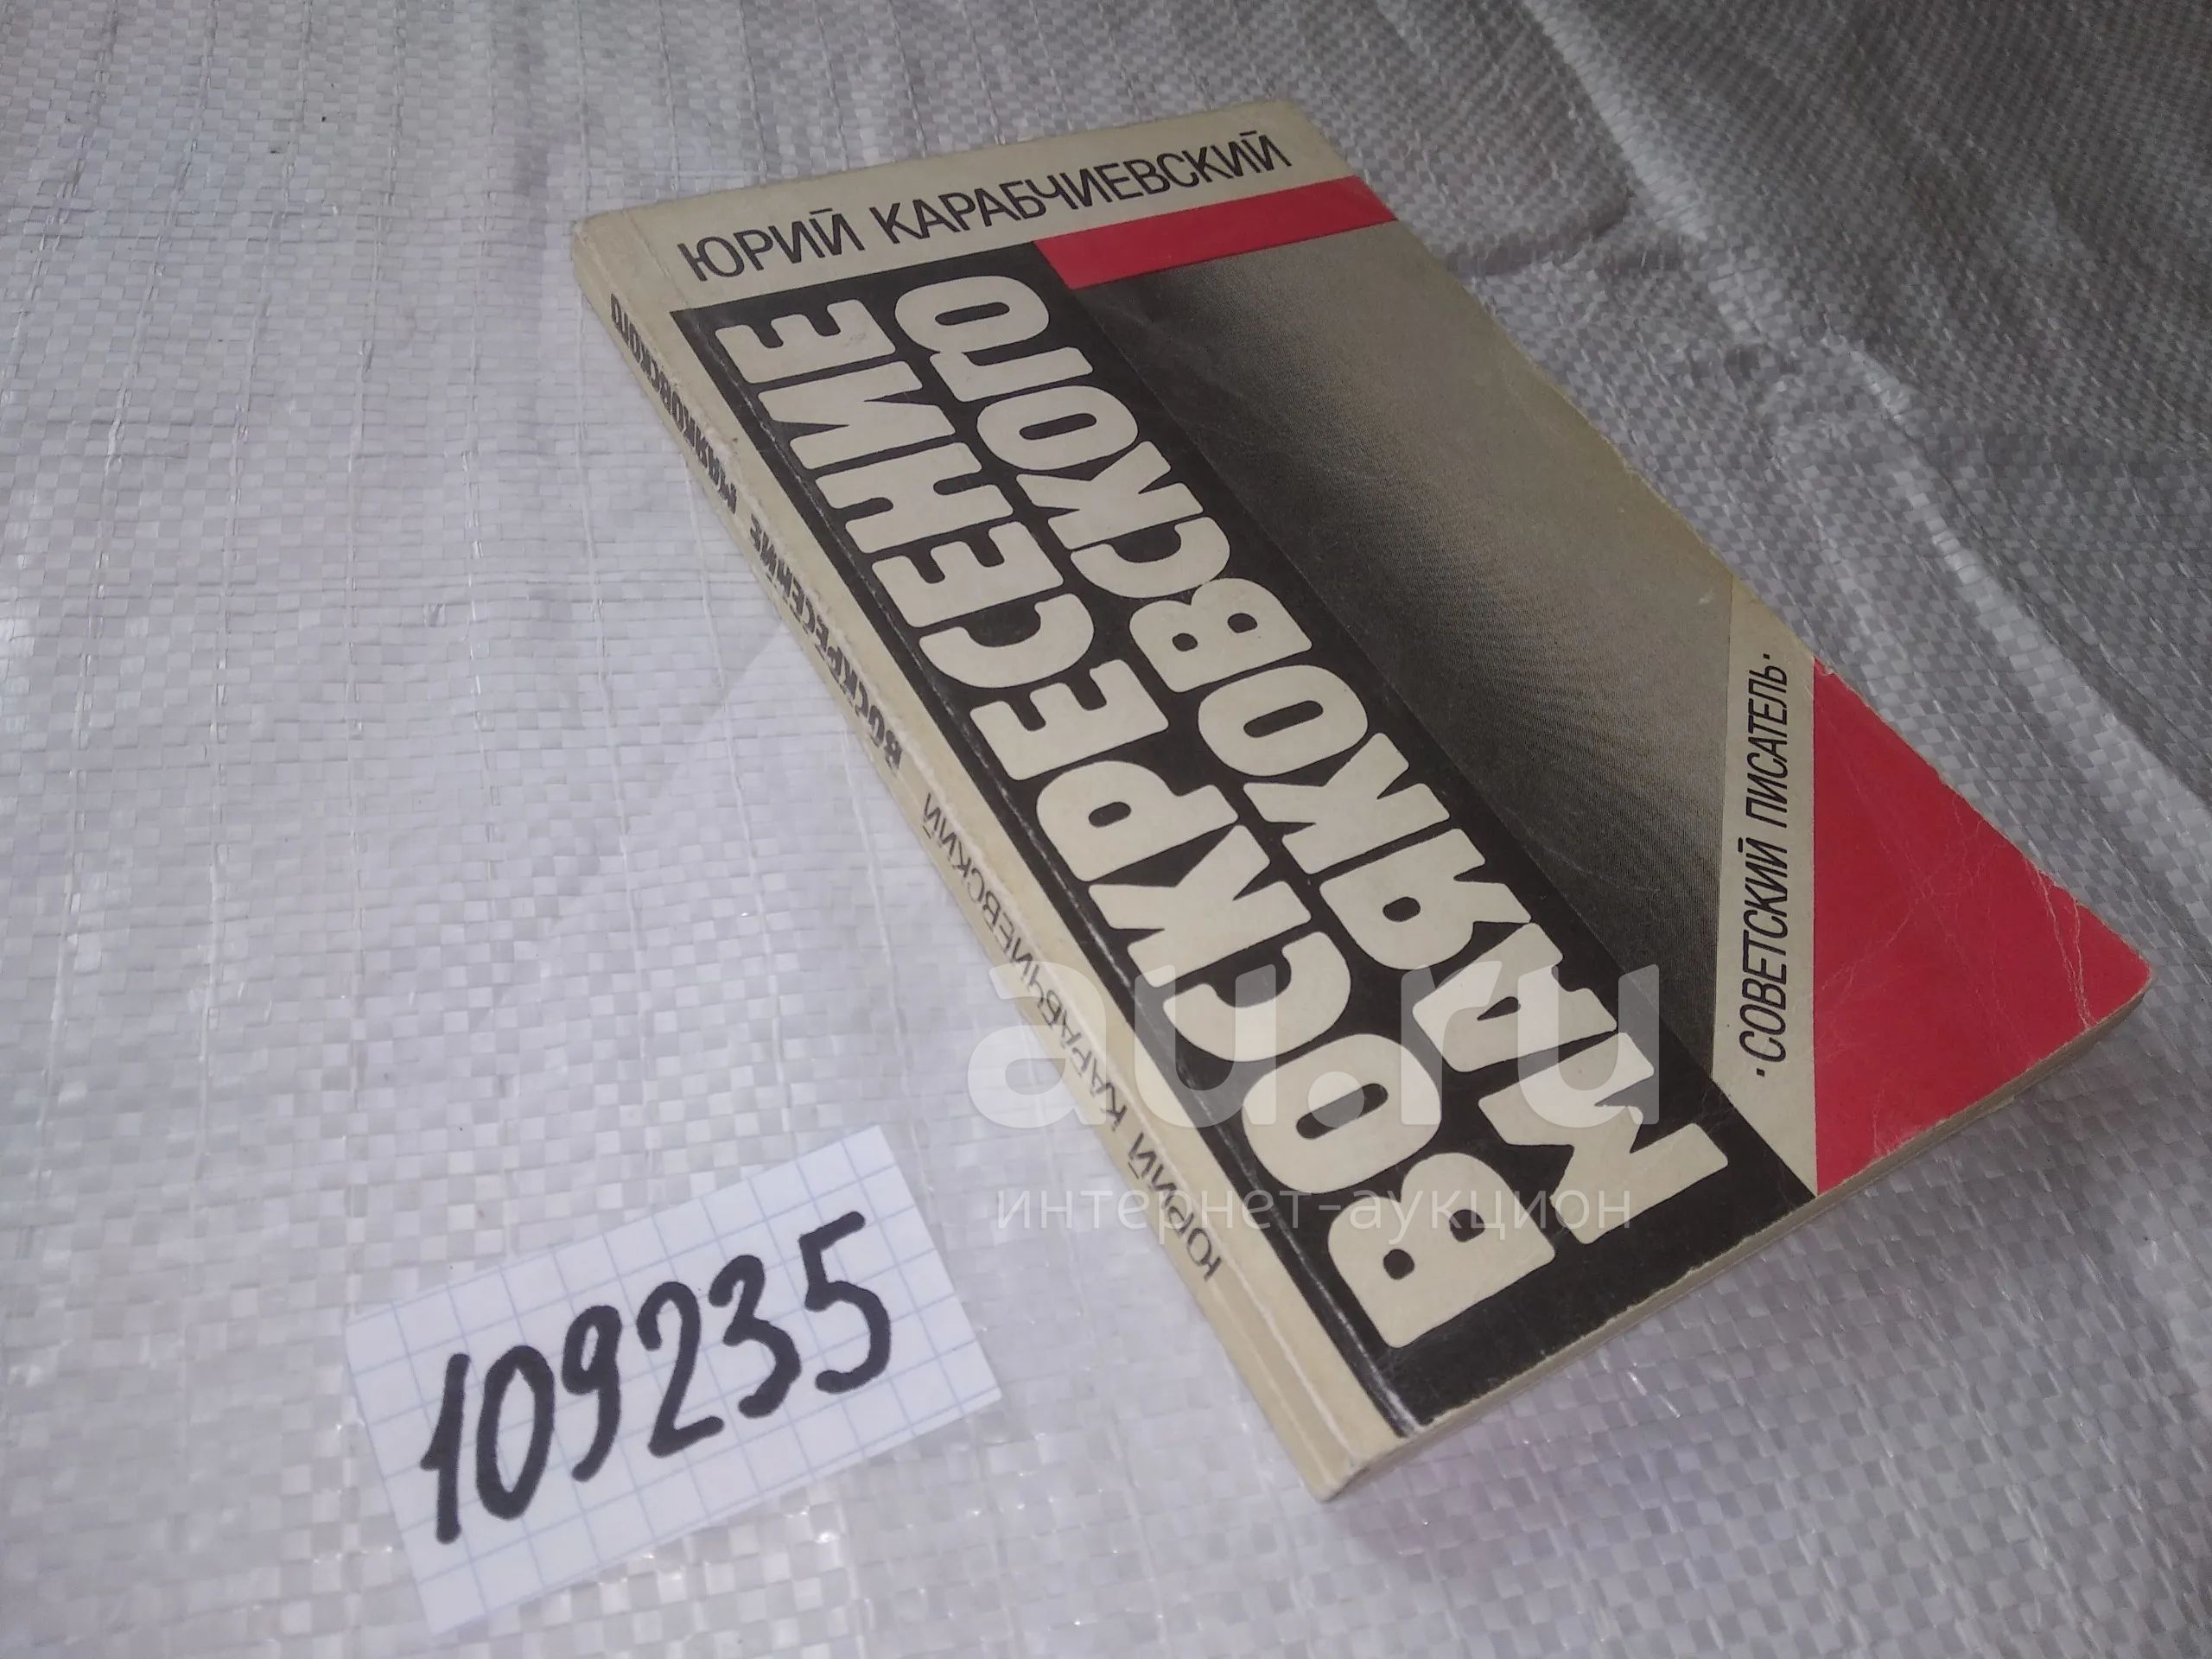 ЮРИЙ КАРАБЧИЕВСКИЙ
ВОСКРЕСЕНИЕ
МАЯКОВСКОГО
·СОВЕТСКИЙ ПИСАТЕЛЬ·
ЮРИЙ КАРАБЧИЕВСКИЙ ВОСКРЕСЕНИЕ МАЯКОВСКОГО
109235
au.ru
интернет-аукцион